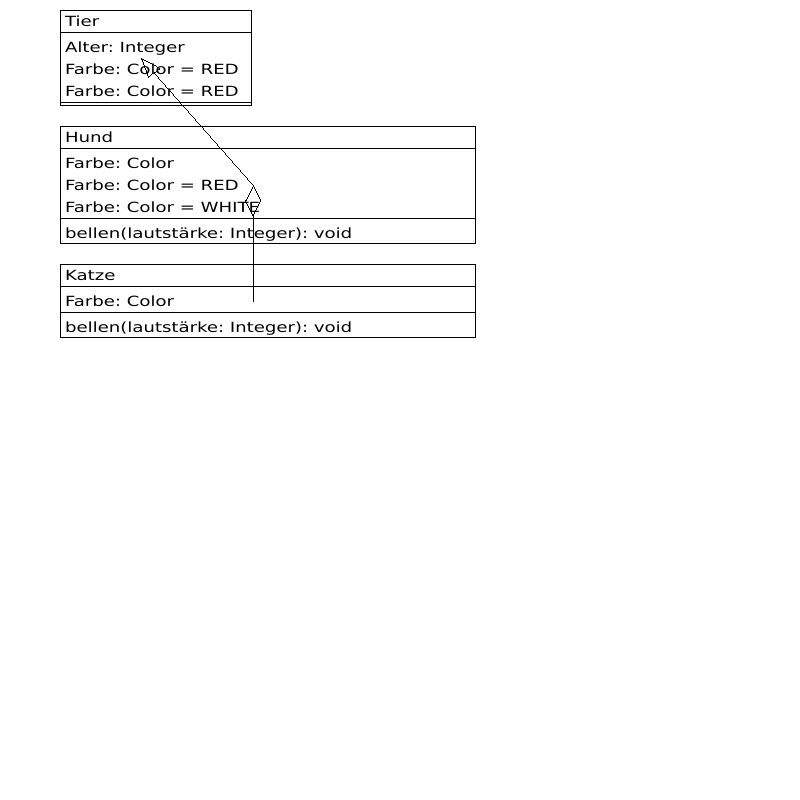 Tier
Alter: Integer
Farbe: Color = RED
Farbe: Color = RED
Hund
Farbe: Color
Farbe: Color = RED
Farbe: Color = WHITE
bellen(lautstärke: Integer): void
Katze
Farbe: Color
bellen(lautstärke: Integer): void